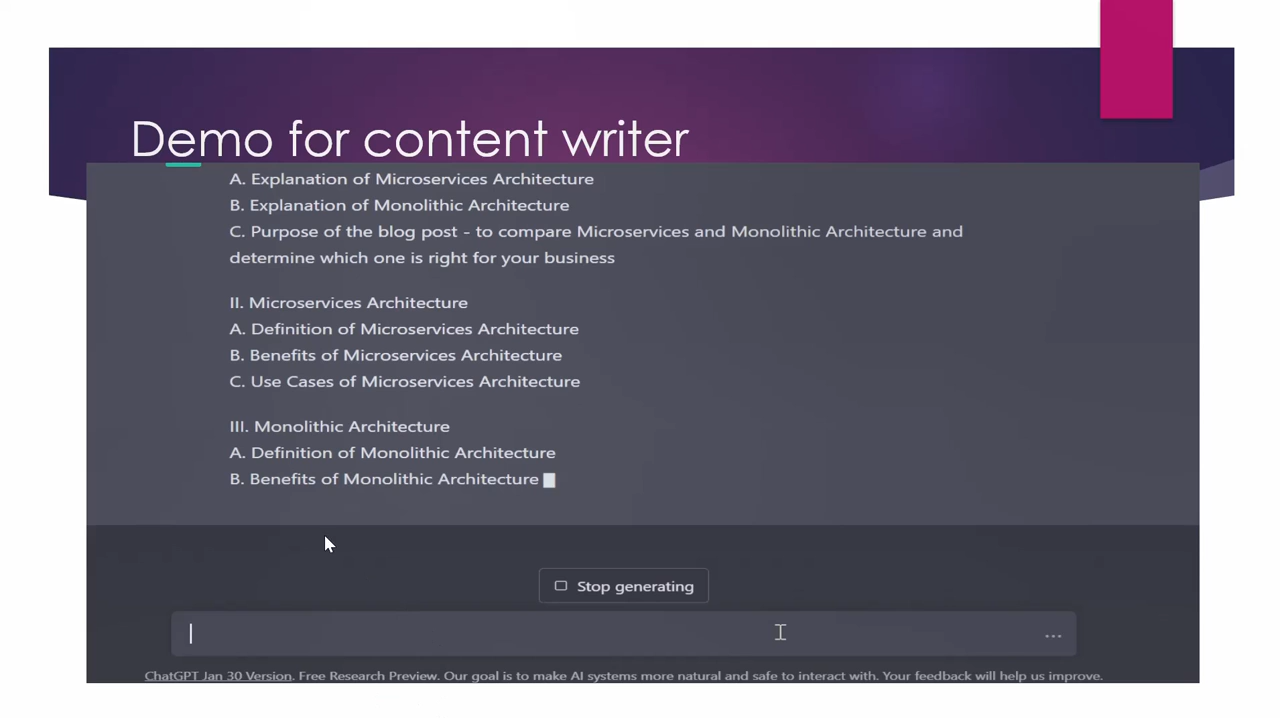 Demo for content writer
A. Explanation of Microservices Architecture
B. Explanation of Monolithic Architecture
C. Purpose of the blog post - to compare Microservices and Monolithic Architecture and
determine which one is right for your business
II. Microservices Architecture
A. Definition of Microservices Architecture
B. Benefits of Microservices Architecture
C. Use Cases of Microservices Architecture
III. Monolithic Architecture
A. Definition of Monolithic Architecture
B. Benefits of Monolithic Architecture
Stop generating
...
ChatGPT Jan 30 Version. Free Research Preview. Our goal is to make AI systems more natural and safe to interact with. Your feedback will help us improve.